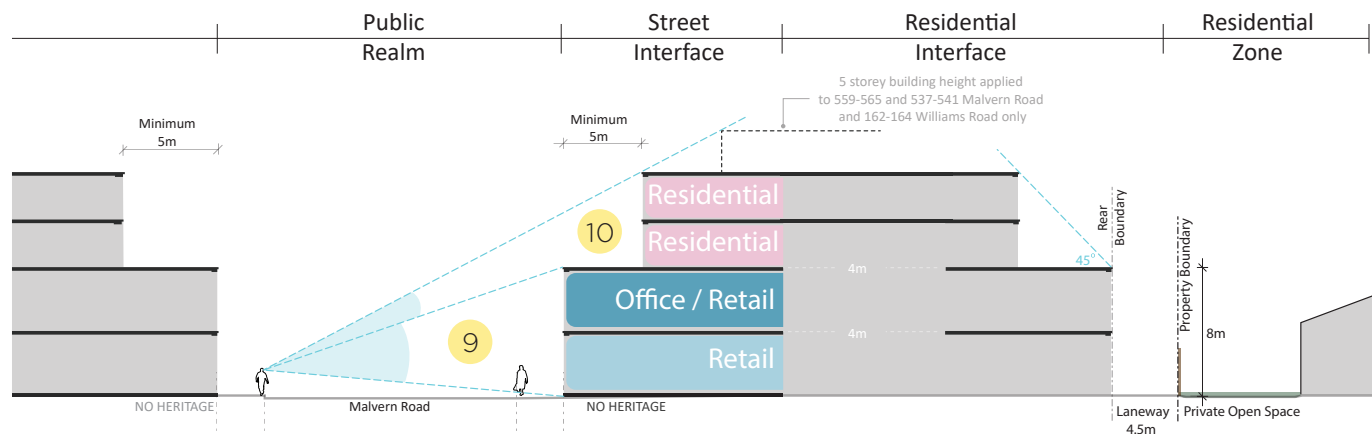 Public
Realm
Street
Interface
Residential
Interface
Residential
Zone
5 storey building height applied
to 559-565 and 537-541 Malvern Road
and 162-164 Williams Road only
Minimum
5m
Minimum
5m
Residential
10
Residential
Rear
Boundary
Property Boundary
45°
4m
Office / Retail
9
4m
8m
Retail
NO HERITAGE
Malvern Road
NO HERITAGE
Laneway
4.5m
Private Open Space